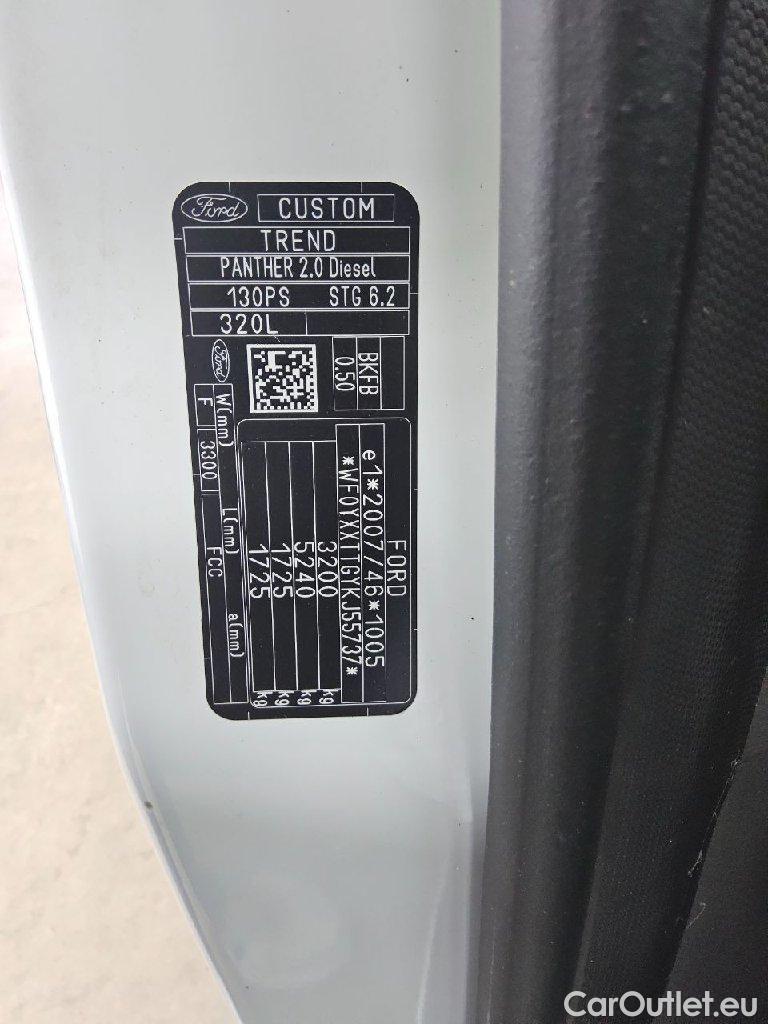 Ford CUSTOM
TREND
PANTHER 2.0 Diesel
130PS STG 6.2
320L
Ford
BKFB
0.50
FORD
e1*2007/46*1005
*WF0YXXTTGYKJ55737*
3200 kg
5240 kg
1725 kg
1725 kg
W(mm) L(mm) a(mm)
F 3300 FCC
CarOutlet.eu